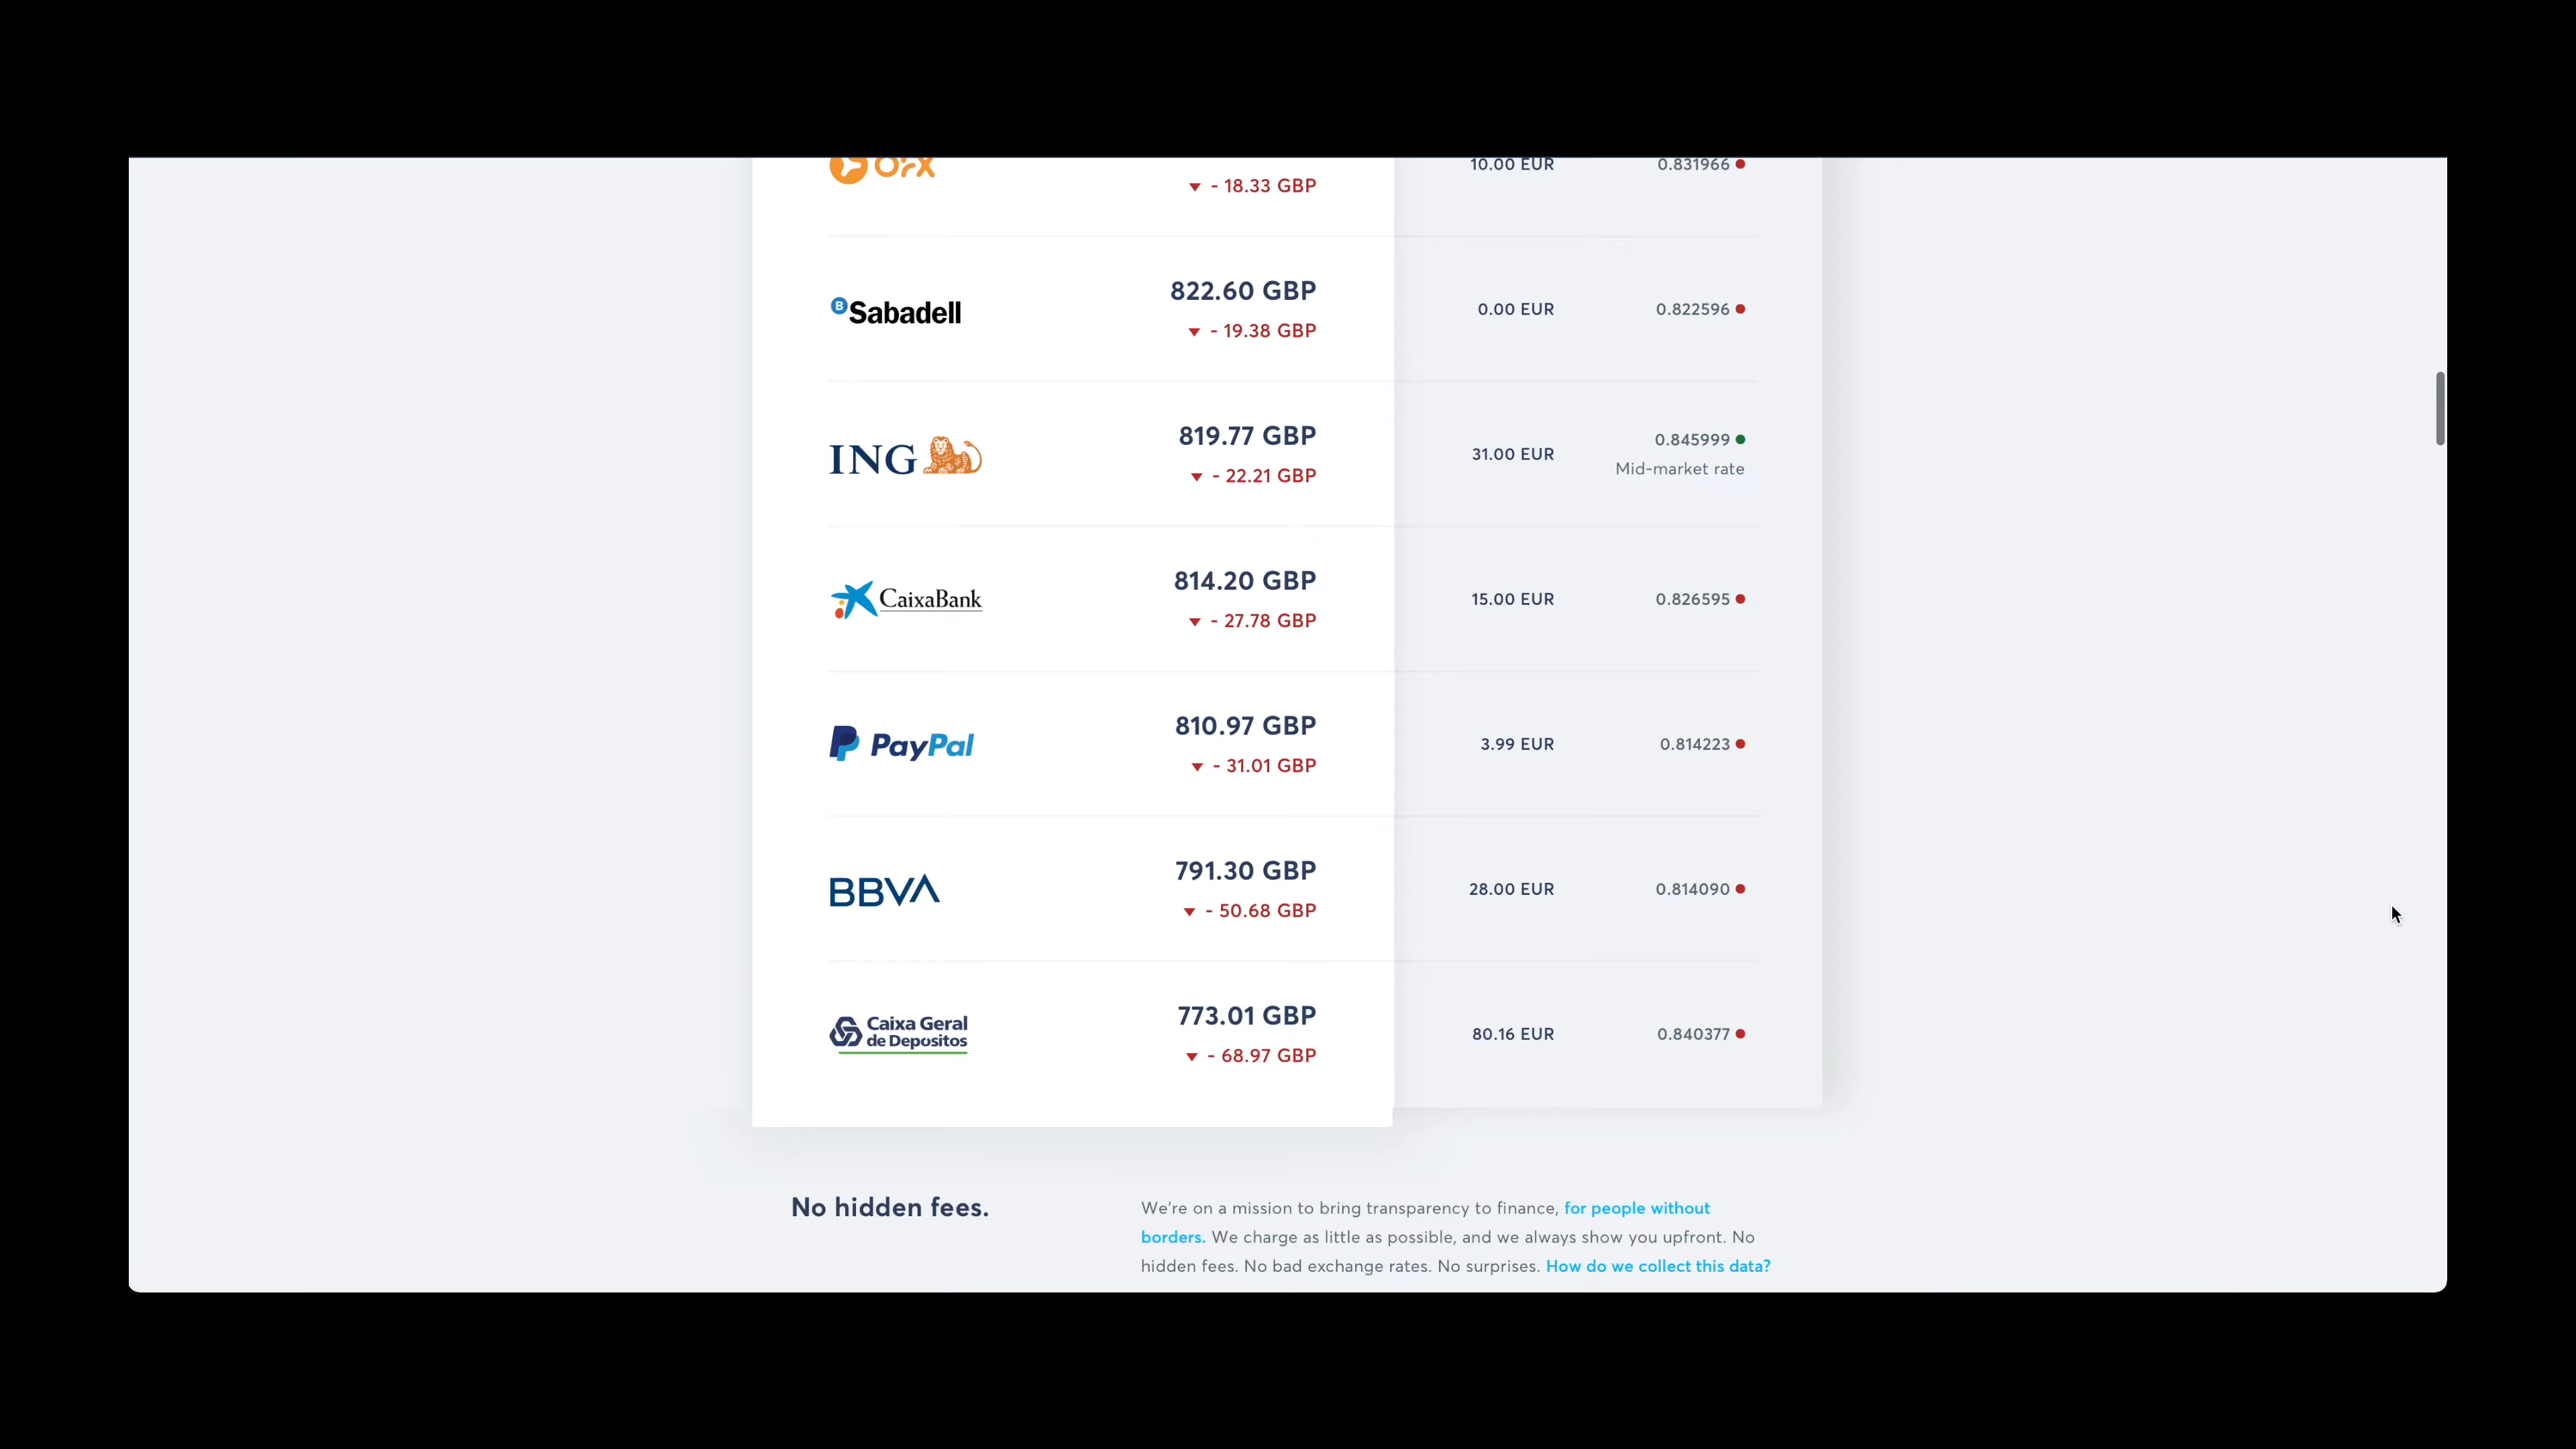 OFX
10.00 EUR
0.831966
- 18.33 GBP
B Sabadell
822.60 GBP
- 19.38 GBP
0.00 EUR
0.822596
ING
819.77 GBP
- 22.21 GBP
31.00 EUR
0.845999
Mid-market rate
CaixaBank
814.20 GBP
- 27.78 GBP
15.00 EUR
0.826595
PayPal
810.97 GBP
- 31.01 GBP
3.99 EUR
0.814223
BBVA
791.30 GBP
- 50.68 GBP
28.00 EUR
0.814090
Caixa Geral
de Depositos
773.01 GBP
- 68.97 GBP
80.16 EUR
0.840377
No hidden fees.
We're on a mission to bring transparency to finance, for people without
borders. We charge as little as possible, and we always show you upfront. No
hidden fees. No bad exchange rates. No surprises. How do we collect this data?